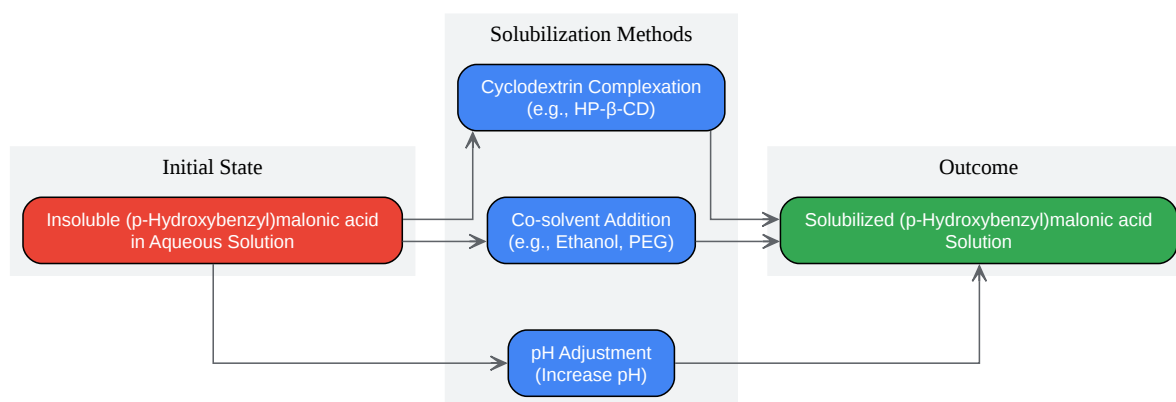 Solubilization Methods
Cyclodextrin Complexation
(e.g., HP-β-CD)
Initial State
Insoluble (p-Hydroxybenzyl)malonic acid
in Aqueous Solution
Co-solvent Addition
(e.g., Ethanol, PEG)
pH Adjustment
(Increase pH)
Outcome
Solubilized (p-Hydroxybenzyl)malonic acid
Solution